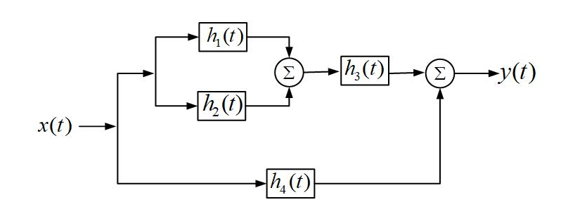 h₁(t)
Σ h₃(t) Σ y(t)
h₂(t)
x(t)
h₄(t)